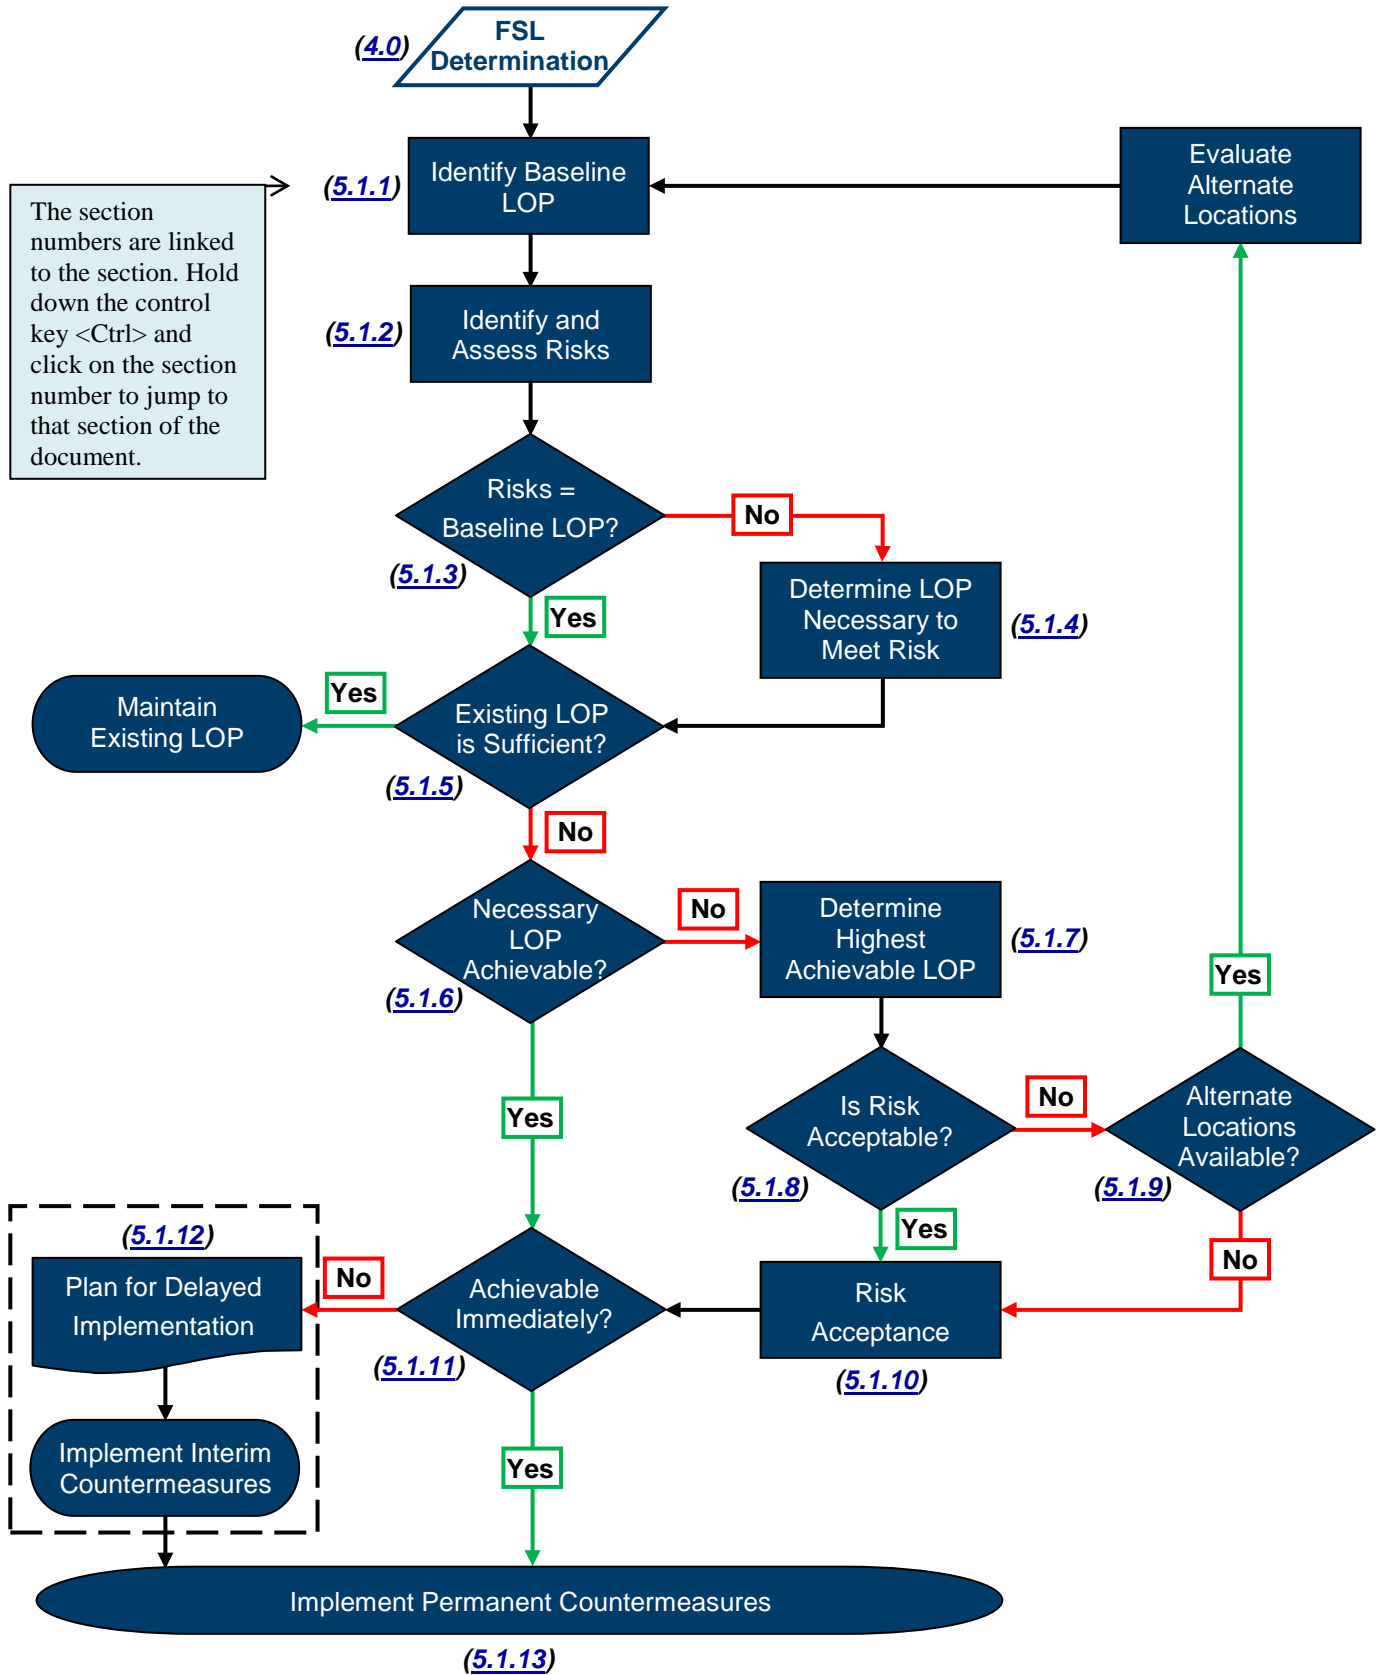 FSL
Determination
(4.0)
Identify Baseline
LOP
(5.1.1)
Evaluate
Alternate
Locations
The section
numbers are linked
to the section. Hold
down the control
key <Ctrl> and
click on the section
number to jump to
that section of the
document.
Identify and
Assess Risks
(5.1.2)
Risks =
Baseline LOP?
(5.1.3)
No
Yes
Determine LOP
Necessary to
Meet Risk
(5.1.4)
Existing LOP
is Sufficient?
(5.1.5)
Yes
Maintain
Existing LOP
No
Necessary
LOP
Achievable?
(5.1.6)
No
Determine
Highest
Achievable LOP
(5.1.7)
Yes
Yes
Is Risk
Acceptable?
(5.1.8)
No
Alternate
Locations
Available?
(5.1.9)
Yes
No
Risk
Acceptance
(5.1.10)
Achievable
Immediately?
(5.1.11)
No
(5.1.12)
Plan for Delayed
Implementation
Implement Interim
Countermeasures
Yes
Implement Permanent Countermeasures
(5.1.13)